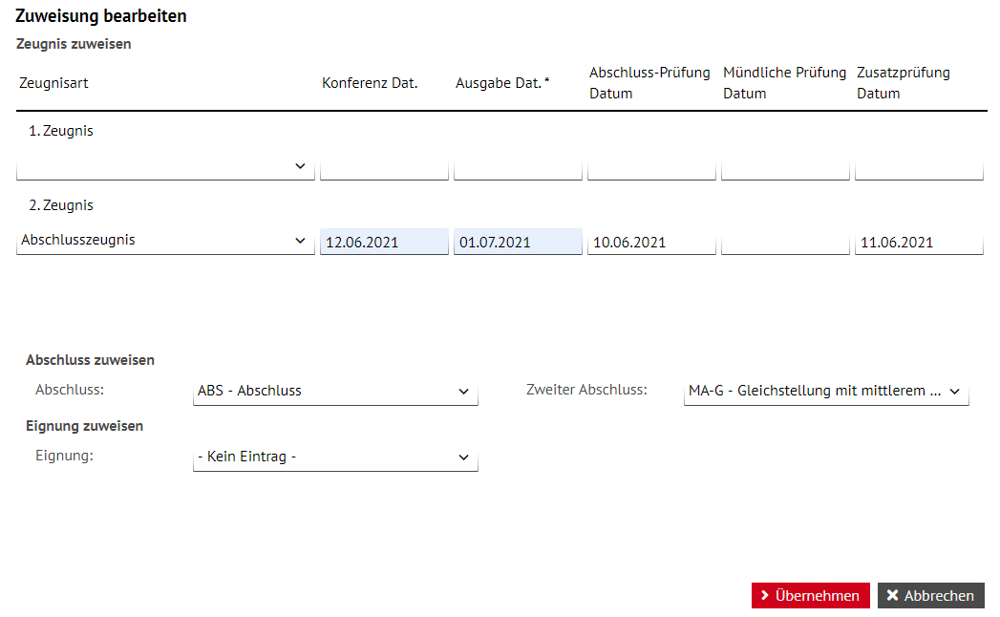 Zuweisung bearbeiten
Zeugnis zuweisen
Zeugnisart Konferenz Dat. Ausgabe Dat. * Abschluss-Prüfung Datum Mündliche Prüfung Datum Zusatzprüfung Datum
1. Zeugnis
2. Zeugnis
Abschlusszeugnis 12.06.2021 01.07.2021 10.06.2021 11.06.2021
Abschluss zuweisen
Abschluss: ABS - Abschluss Zweiter Abschluss: MA-G - Gleichstellung mit mittlerem ...
Eignung zuweisen
Eignung: - Kein Eintrag -
Übernehmen Abbrechen